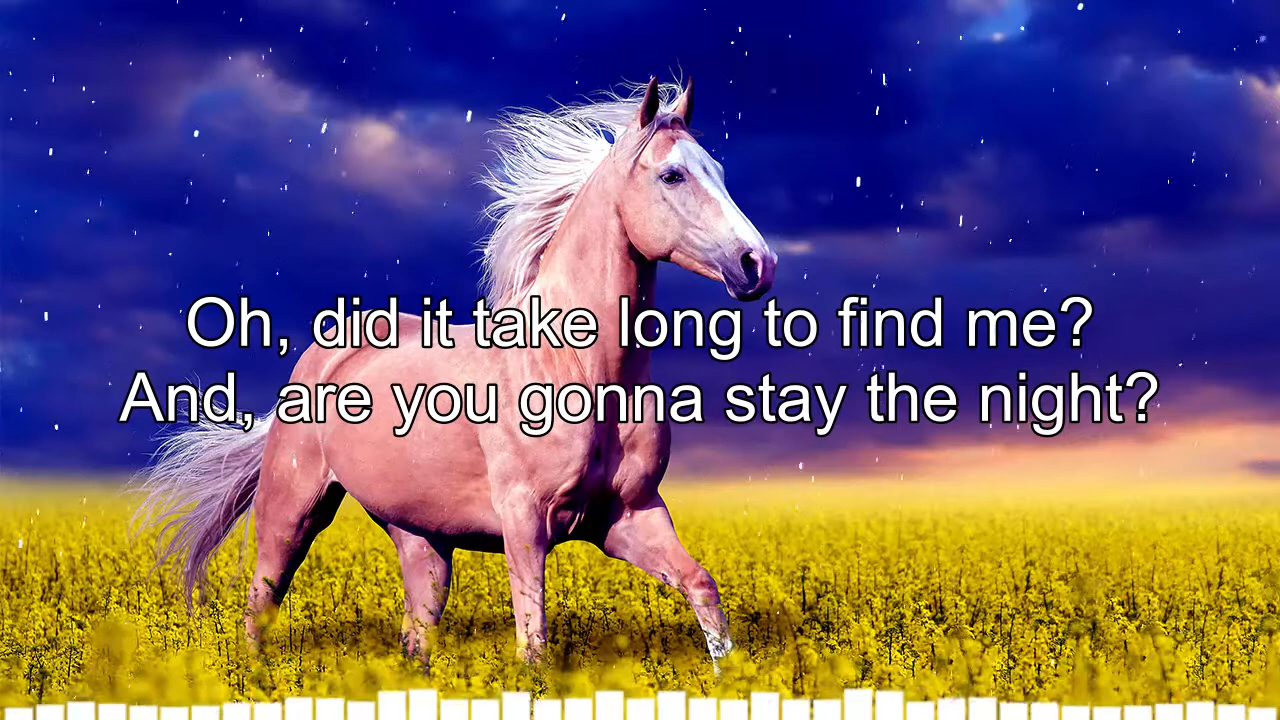 Oh, did it take long to find me?
And, are you gonna stay the night?